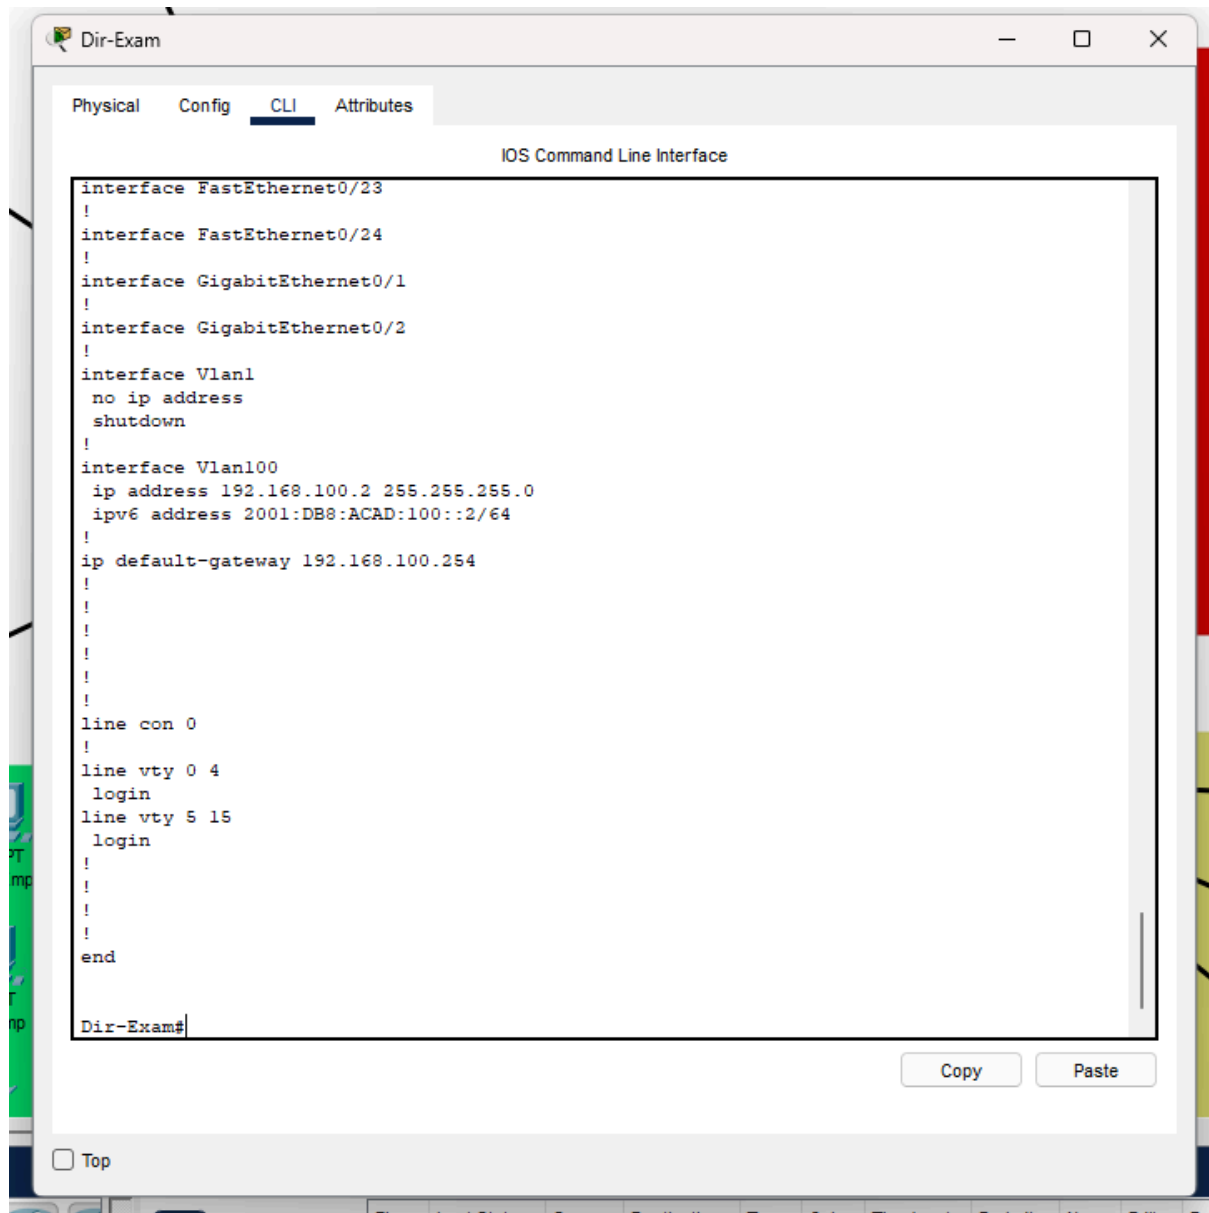 Dir-Exam
Physical Config CLI Attributes
IOS Command Line Interface
interface FastEthernet0/23
!
interface FastEthernet0/24
!
interface GigabitEthernet0/1
!
interface GigabitEthernet0/2
!
interface Vlan1
no ip address
shutdown
!
interface Vlan100
ip address 192.168.100.2 255.255.255.0
ipv6 address 2001:DB8:ACAD:100::2/64
!
ip default-gateway 192.168.100.254
!
!
!
!
!
!
line con 0
!
line vty 0 4
login
line vty 5 15
login
!
!
!
!
end
Dir-Exam#
Copy Paste
Top